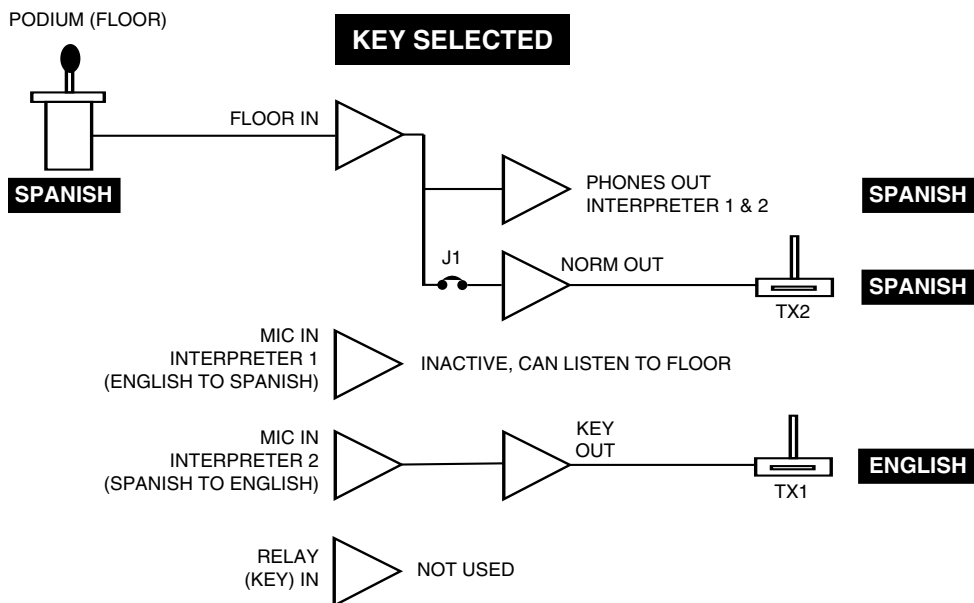 PODIUM (FLOOR)
KEY SELECTED
FLOOR IN
SPANISH
PHONES OUT
INTERPRETER 1 & 2
SPANISH
J1
NORM OUT
SPANISH
TX2
MIC IN
INTERPRETER 1
(ENGLISH TO SPANISH)
INACTIVE, CAN LISTEN TO FLOOR
MIC IN
INTERPRETER 2
(SPANISH TO ENGLISH)
KEY
OUT
ENGLISH
TX1
RELAY
(KEY) IN
NOT USED